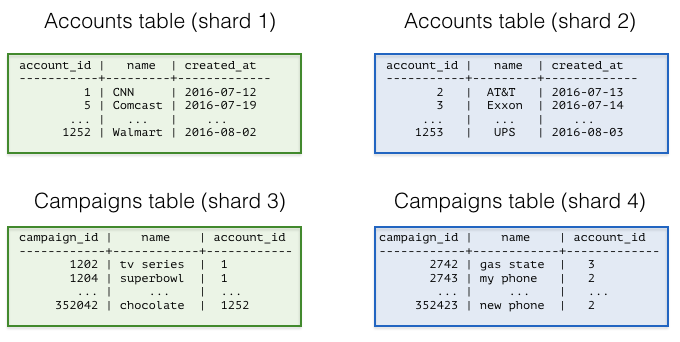 Accounts table (shard 1)
account_id | name | created_at
-----------+---------+------------
1 | CNN | 2016-07-12
5 | Comcast | 2016-07-19
... | ... | ...
1252 | Walmart | 2016-08-02
Accounts table (shard 2)
account_id | name | created_at
-----------+---------+------------
2 | AT&T | 2016-07-13
3 | Exxon | 2016-07-14
... | ... | ...
1253 | UPS | 2016-08-03
Campaigns table (shard 3)
campaign_id | name | account_id
------------+------------+------------
1202 | tv series | 1
1204 | superbowl | 1
... | ... | ...
352042 | chocolate | 1252
Campaigns table (shard 4)
campaign_id | name | account_id
------------+-----------+-------------
2742 | gas state | 3
2743 | my phone | 2
... | ... | ...
352423 | new phone | 2